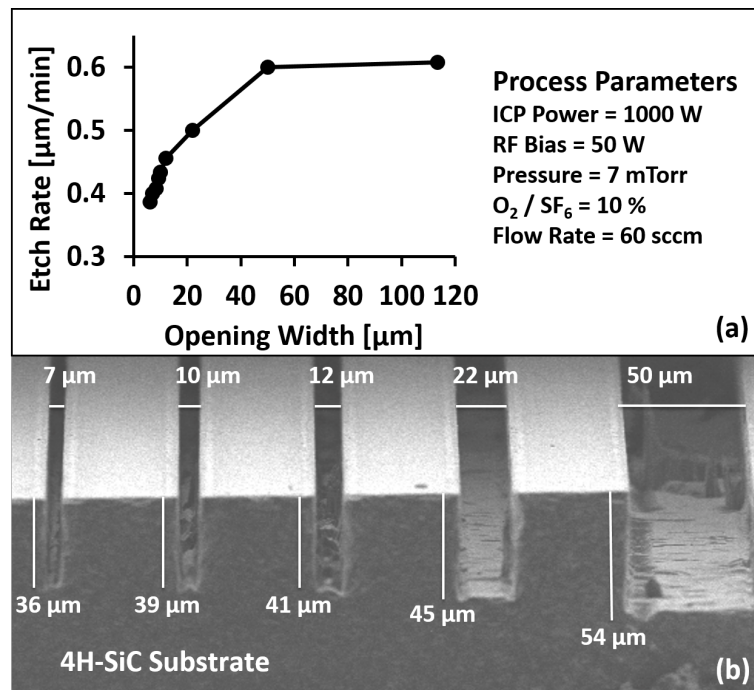 0.6
0.5
0.4
0.3
Etch Rate [µm/min]
0 20 40 60 80 100 120
Opening Width [µm]
Process Parameters
ICP Power = 1000 W
RF Bias = 50 W
Pressure = 7 mTorr
O₂ / SF₆ = 10 %
Flow Rate = 60 sccm
(a)
7 µm 10 µm 12 µm 22 µm 50 µm
36 µm 39 µm 41 µm 45 µm 54 µm
4H-SiC Substrate
(b)